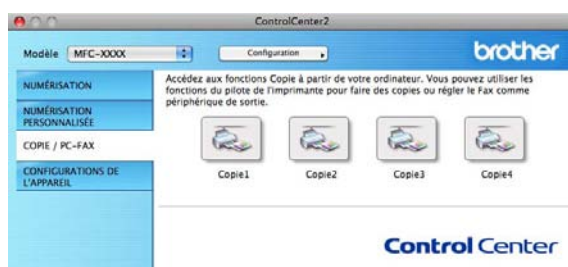 ControlCenter2
Modèle MFC-XXXX Configuration brother
NUMÉRISATION
NUMÉRISATION
PERSONNALISÉE
COPIE / PC-FAX
CONFIGURATIONS DE
L'APPAREIL
Accédez aux fonctions Copie à partir de votre ordinateur. Vous pouvez utiliser les
fonctions du pilote de l'imprimante pour faire des copies ou régler le Fax comme
périphérique de sortie.
Copie1 Copie2 Copie3 Copie4
Control Center